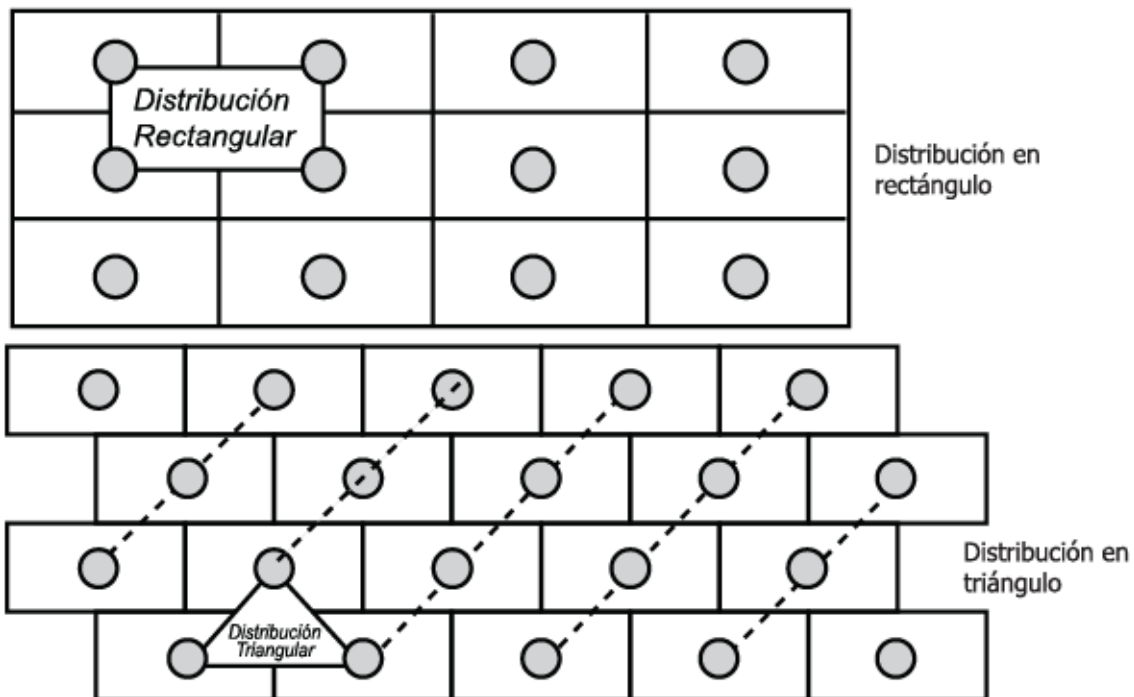 Distribución
Rectangular
Distribución en
rectángulo
Distribución en
triángulo
Distribución
Triangular